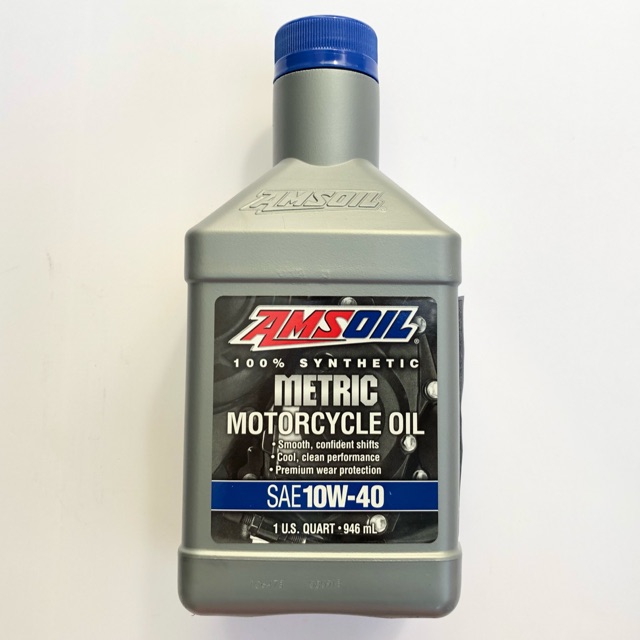 AMSOIL
AMSOIL®
100% SYNTHETIC
METRIC
MOTORCYCLE OIL
• Smooth, confident shifts
• Cool, clean performance
• Premium wear protection
SAE 10W-40
1 U.S. QUART • 946 mL